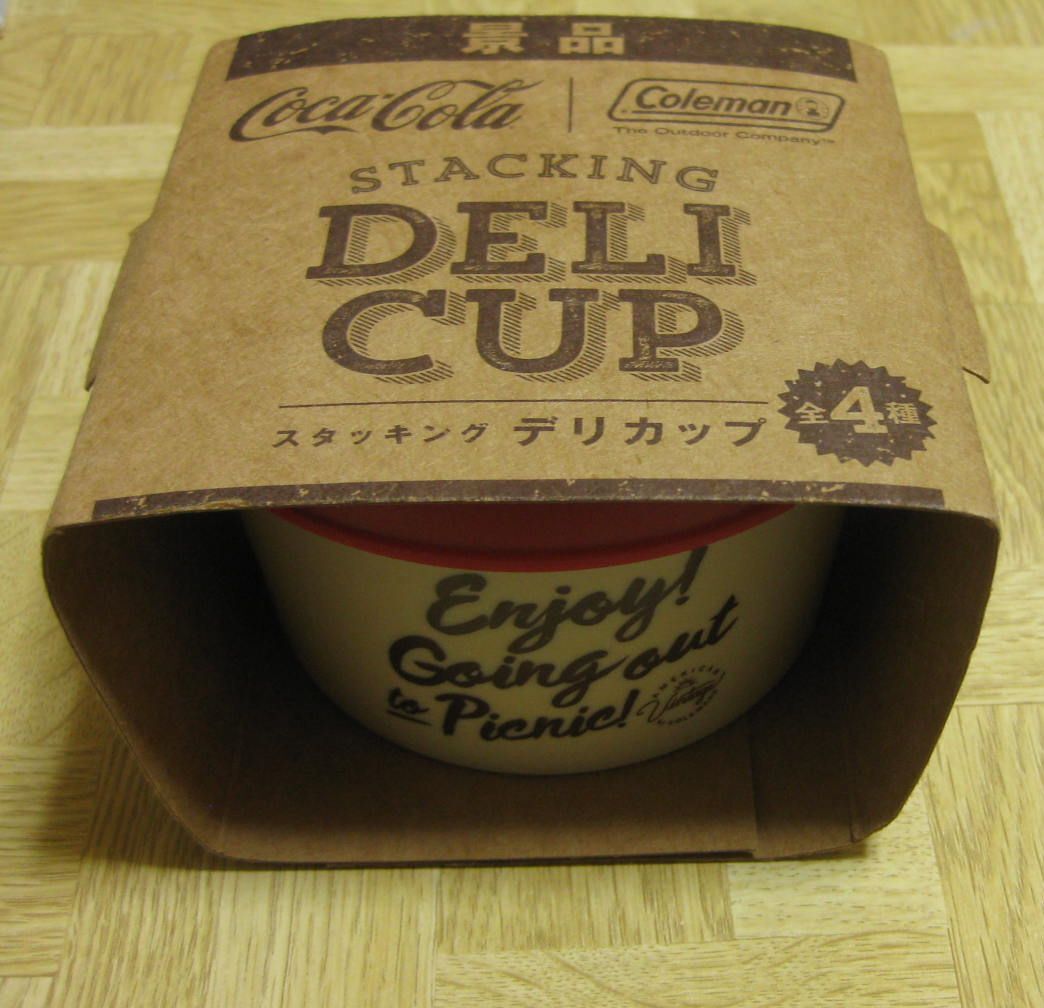 景品
Coca-Cola
Coleman
The Outdoor Company™
STACKING
DELI
CUP
スタッキング デリカップ
全4種
Enjoy!
Going out
to Picnic!
Vintage